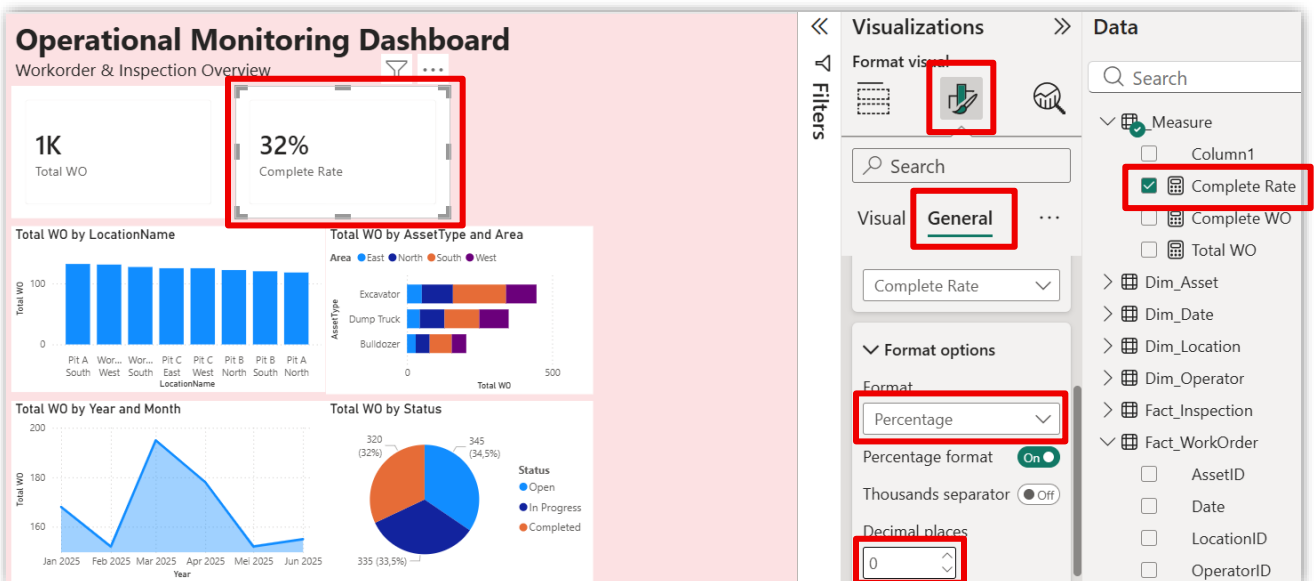 Operational Monitoring Dashboard
Workorder & Inspection Overview
1K
Total WO
32%
Complete Rate
Total WO by LocationName
Total WO
100
0
Pit A South
Wor... West
Wor... South
Pit C East
Pit C West
Pit B North
Pit B South
Pit A North
LocationName
Total WO by AssetType and Area
Area East North South West
AssetType
Excavator
Dump Truck
Bulldozer
0 500
Total WO
Total WO by Year and Month
Total WO
200
180
160
Jan 2025 Feb 2025 Mar 2025 Apr 2025 Mei 2025 Jun 2025
Year
Total WO by Status
320
(32%)
345
(34,5%)
335 (33,5%)
Status
Open
In Progress
Completed
Filters
Visualizations
Format visual
Search
Visual General ...
Complete Rate
Format options
Format
Percentage
Percentage format On
Thousands separator Off
Decimal places
0
Data
Search
_Measure
Column1
Complete Rate
Complete WO
Total WO
Dim_Asset
Dim_Date
Dim_Location
Dim_Operator
Fact_Inspection
Fact_WorkOrder
AssetID
Date
LocationID
OperatorID